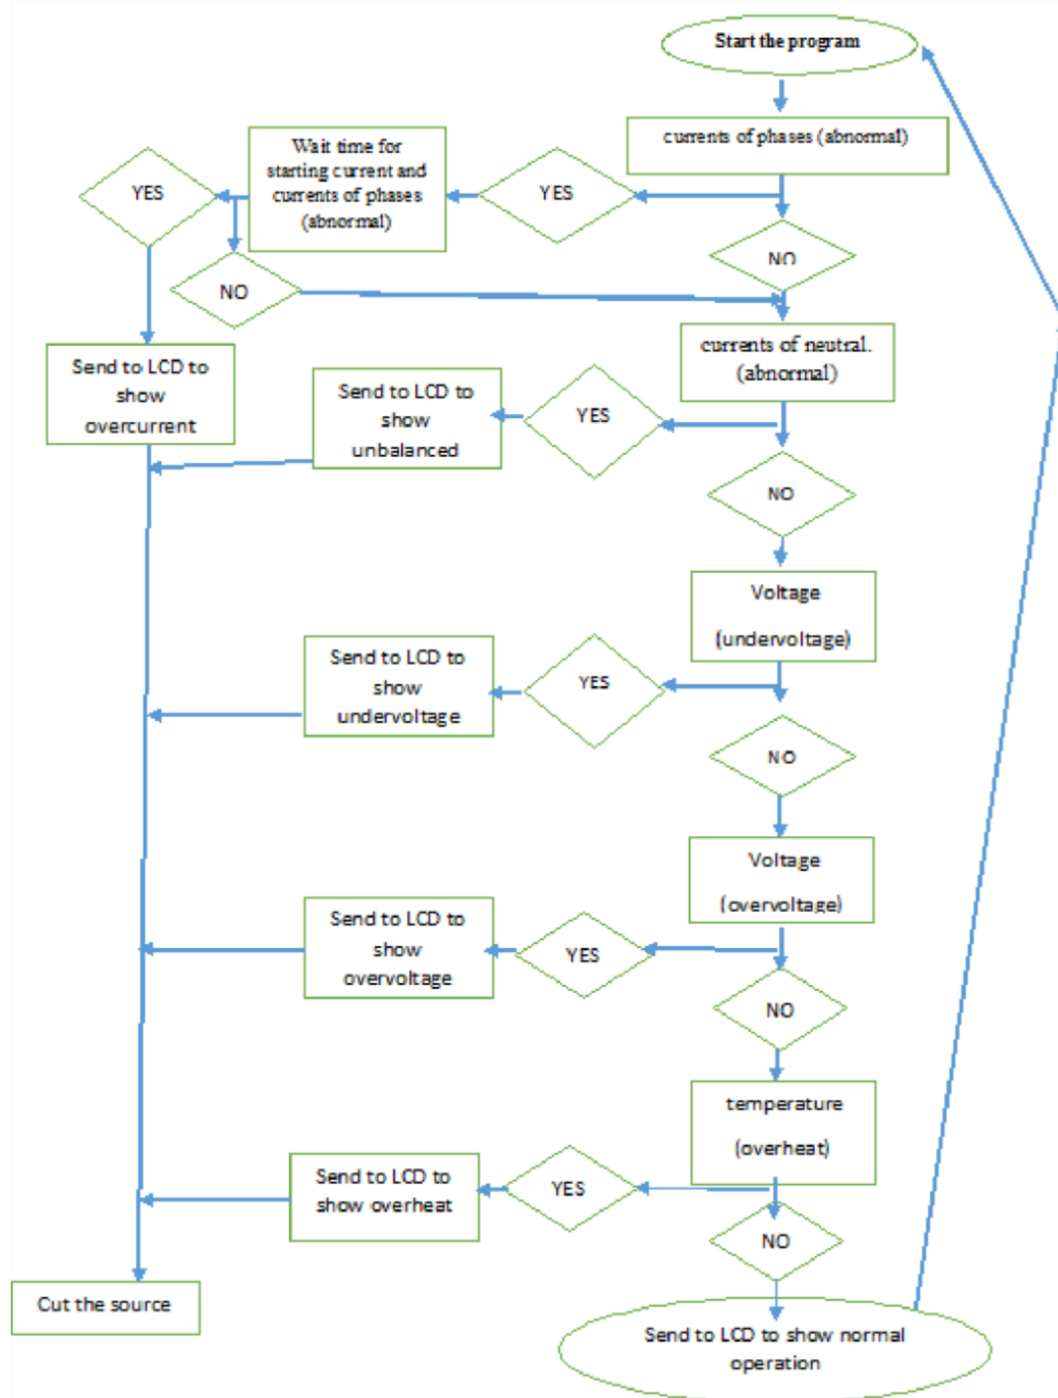 Start the program
currents of phases (abnormal)
Wait time for
starting current and
currents of phases
(abnormal)
YES
YES
NO
NO
currents of neutral.
(abnormal)
Send to LCD to
show
overcurrent
Send to LCD to
show
unbalanced
YES
NO
Voltage
(undervoltage)
Send to LCD to
show
undervoltage
YES
NO
Voltage
(overvoltage)
Send to LCD to
show
overvoltage
YES
NO
temperature
(overheat)
Send to LCD to
show overheat
YES
NO
Cut the source
Send to LCD to show normal
operation